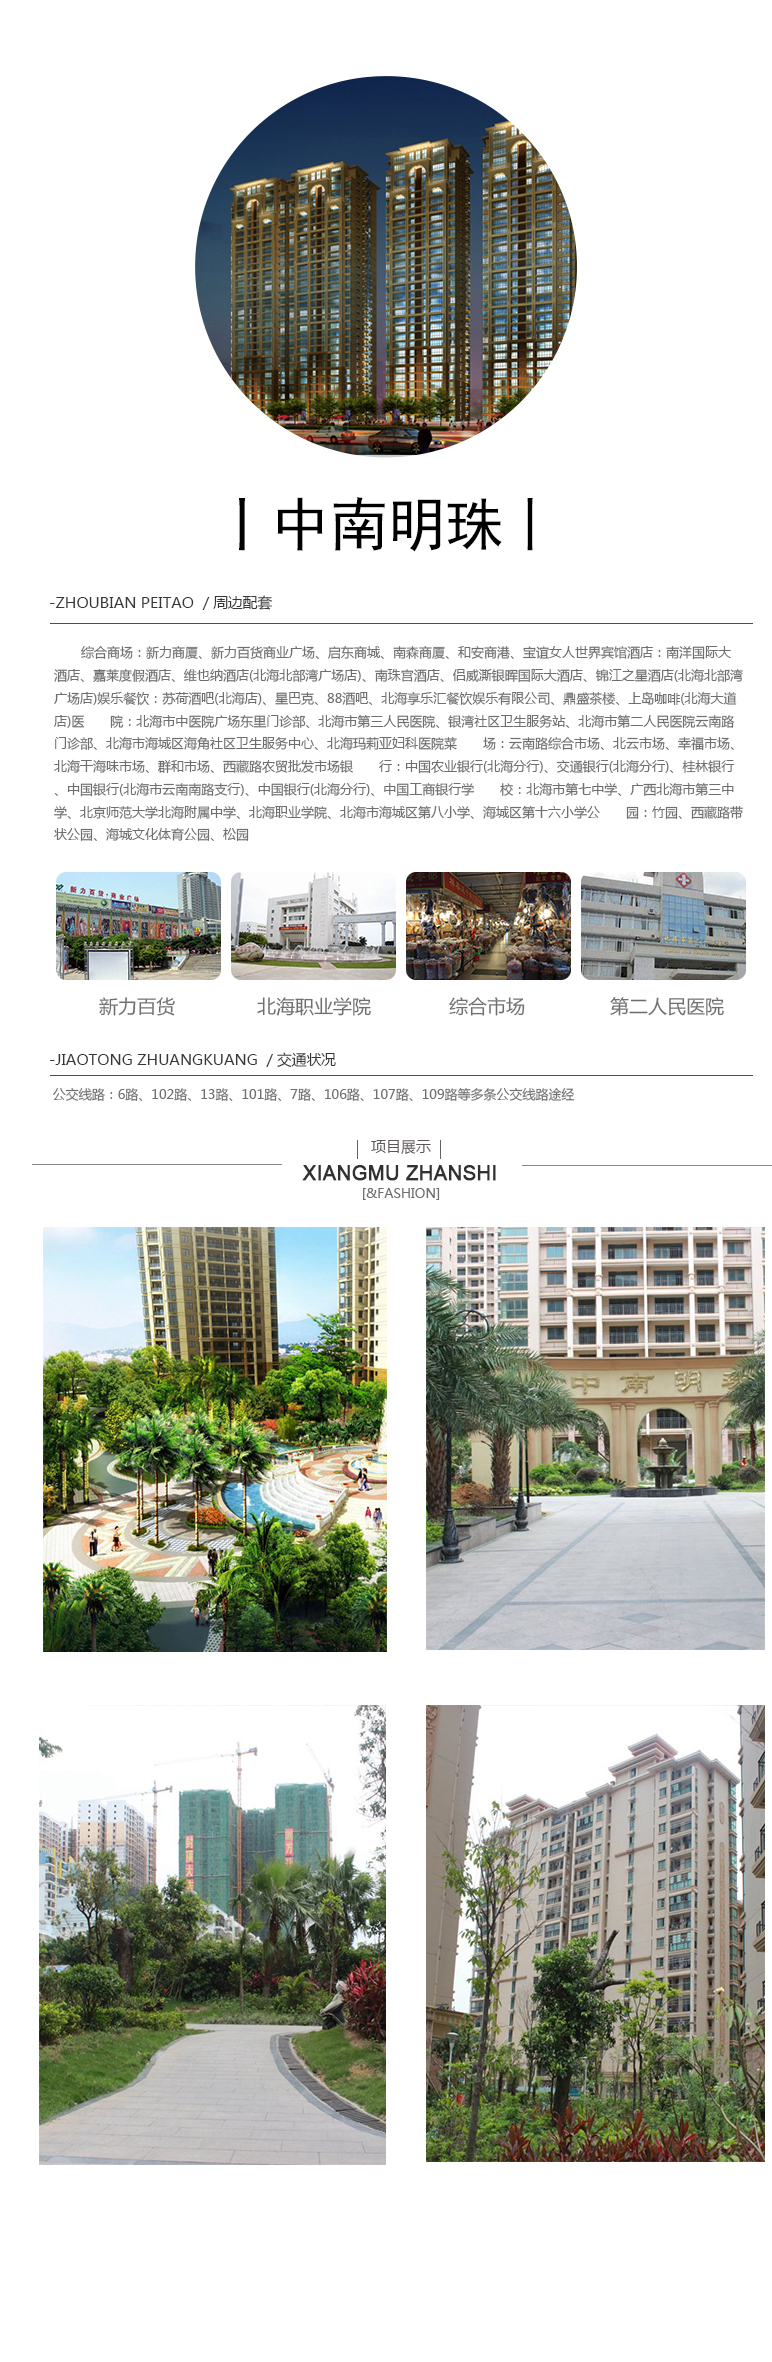 丨中南明珠丨
-ZHOUBIAN PEITAO / 周边配套
综合商场：新力商厦、新力百货商业广场、启东商城、南森商厦、和安商港、宝谊女人世界宾馆酒店：南洋国际大
酒店、嘉莱度假酒店、维也纳酒店(北海北部湾广场店)、南珠宫酒店、侣威澌银晖国际大酒店、锦江之星酒店(北海北部湾
广场店)娱乐餐饮：苏荷酒吧(北海店)、星巴克、88酒吧、北海享乐汇餐饮娱乐有限公司、鼎盛茶楼、上岛咖啡(北海大道
店)医　　院：北海市中医院广场东里门诊部、北海市第三人民医院、银湾社区卫生服务站、北海市第二人民医院云南路
门诊部、北海市海城区海角社区卫生服务中心、北海玛莉亚妇科医院菜　　场：云南路综合市场、北云市场、幸福市场、
北海干海味市场、群和市场、西藏路农贸批发市场银　　行：中国农业银行(北海分行)、交通银行(北海分行)、桂林银行
、中国银行(北海市云南南路支行)、中国银行(北海分行)、中国工商银行学　　校：北海市第七中学、广西北海市第三中
学、北京师范大学北海附属中学、北海职业学院、北海市海城区第八小学、海城区第十六小学公　　园：竹园、西藏路带
状公园、海城文化体育公园、松园
新力百货·商业广场
新力百货
北海职业学院
综合市场
第二人民医院
-JIAOTONG ZHUANGKUANG / 交通状况
公交线路：6路、102路、13路、101路、7路、106路、107路、109路等多条公交线路途经
项目展示
XIANGMU ZHANSHI
[&FASHION]
中南明